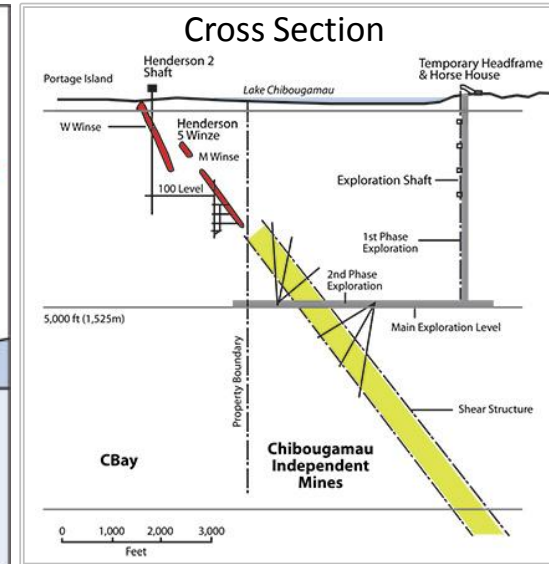 Cross Section
Henderson 2
Shaft
Temporary Headframe
& Horse House
Portage Island
Lake Chibougamau
W Winse
Henderson
5 Winze
M Winse
100 Level
Exploration Shaft
1st Phase
Exploration
2nd Phase
Exploration
5,000 ft (1,525m)
Main Exploration Level
Property Boundary
Shear Structure
CBay
Chibougamau
Independent
Mines
0 1,000 2,000 3,000
Feet